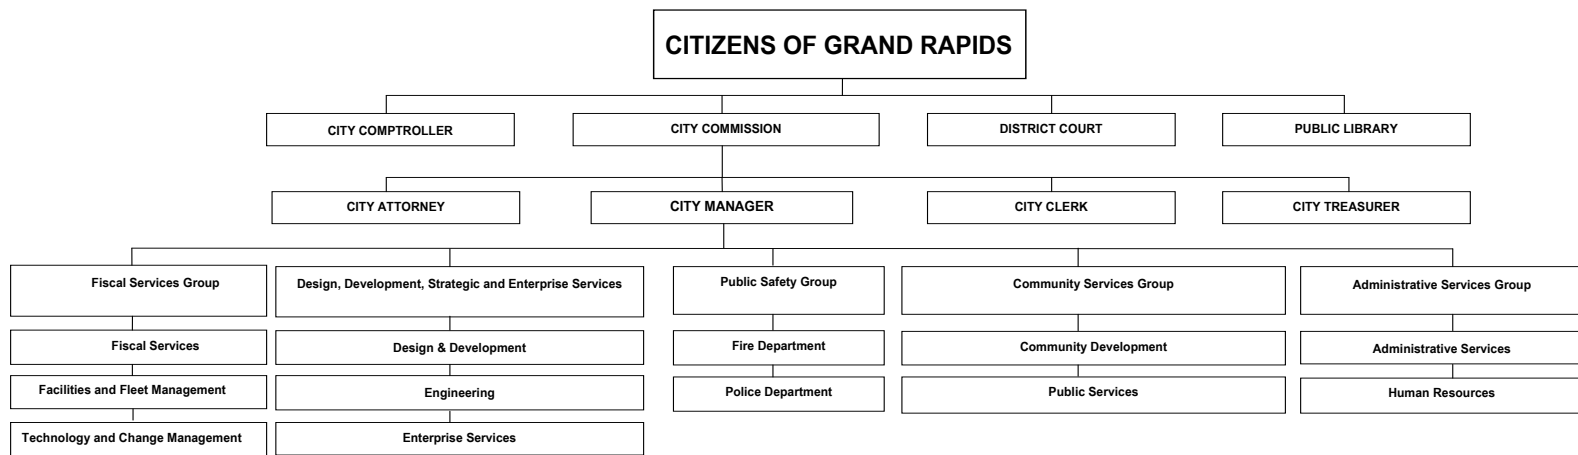 CITIZENS OF GRAND RAPIDS
CITY COMPTROLLER
CITY COMMISSION
DISTRICT COURT
PUBLIC LIBRARY
CITY ATTORNEY
CITY MANAGER
CITY CLERK
CITY TREASURER
Fiscal Services Group
Design, Development, Strategic and Enterprise Services
Public Safety Group
Community Services Group
Administrative Services Group
Fiscal Services
Design & Development
Fire Department
Community Development
Administrative Services
Facilities and Fleet Management
Engineering
Police Department
Public Services
Human Resources
Technology and Change Management
Enterprise Services